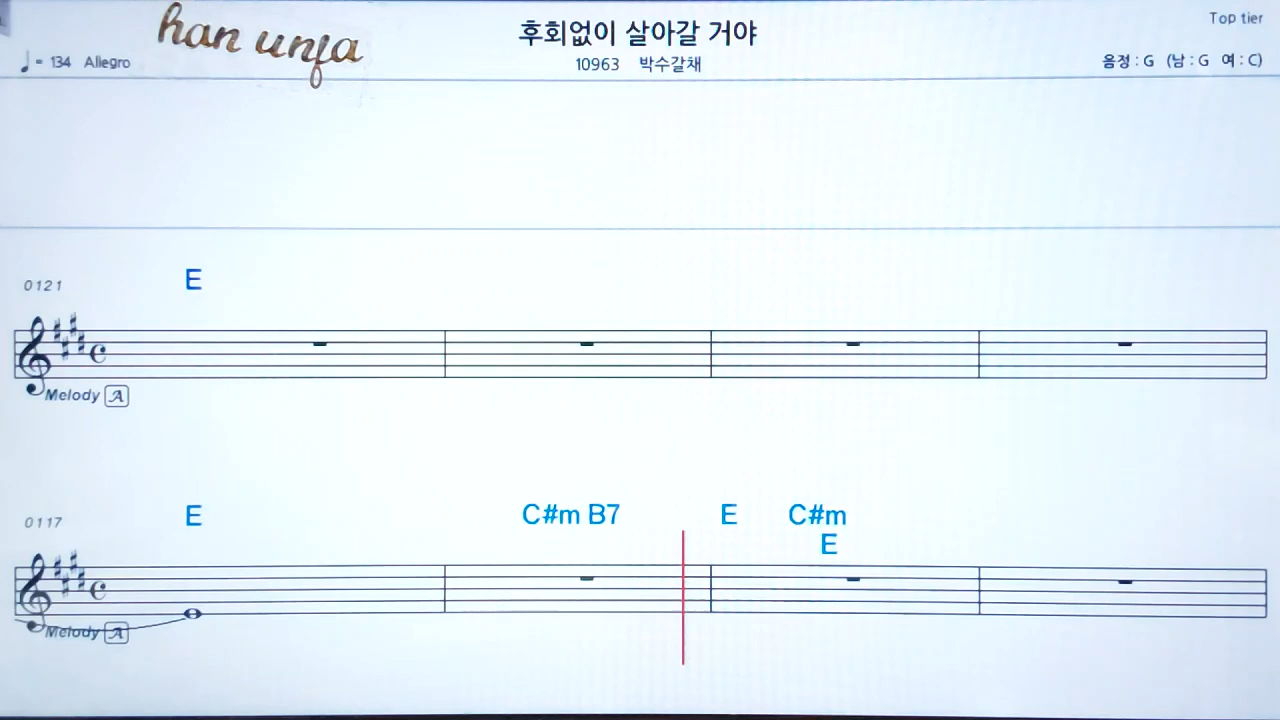 han unfa
후회없이 살아갈 거야
Top tier
♩= 134 Allegro
10963 박수갈채
음정 : G (남 : G 여 : C)
0121 E
Melody A
0117 E C#m B7 E C#m
E
Melody A